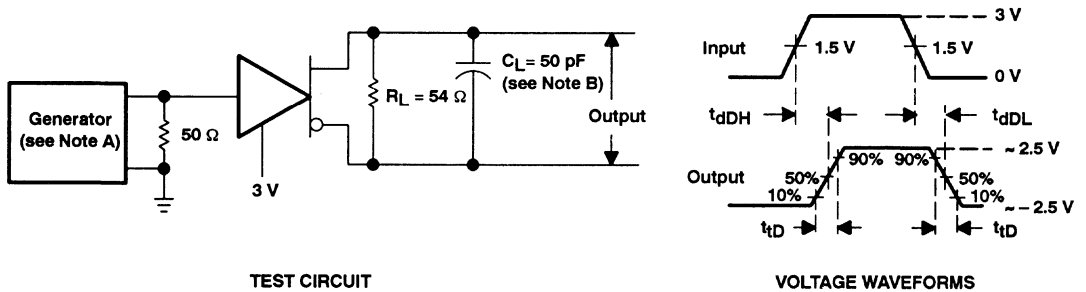 Generator
(see Note A)
50 Ω
3 V
R_L = 54 Ω
C_L = 50 pF
(see Note B)
Output
TEST CIRCUIT
Input
3 V
1.5 V
1.5 V
0 V
t_dDH
t_dDL
Output
≈ 2.5 V
90%
90%
50%
50%
10%
10%
≈ − 2.5 V
t_tD
t_tD
VOLTAGE WAVEFORMS